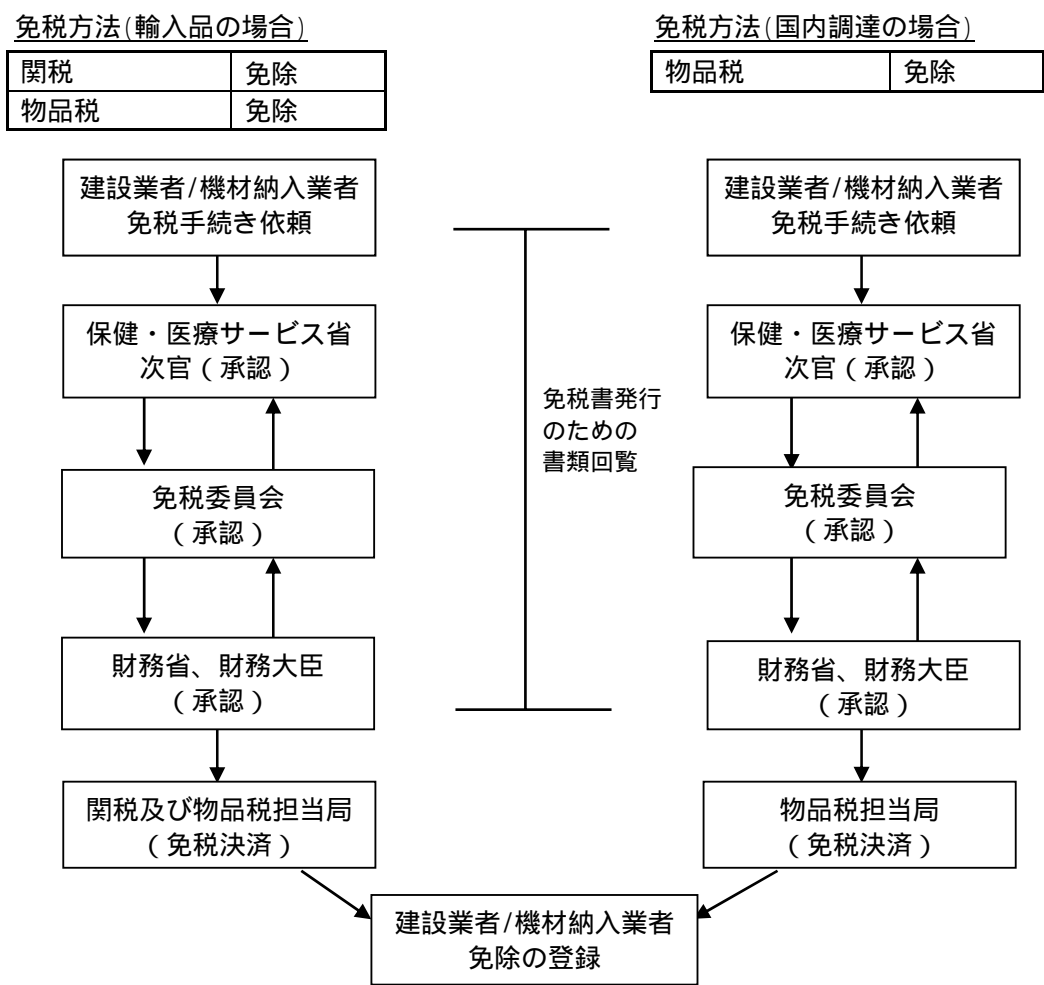 免税方法(輸入品の場合)
関税 免除
物品税 免除
建設業者/機材納入業者
免税手続き依頼
保健・医療サービス省
次官（承認）
免税委員会
（承認）
財務省、財務大臣
（承認）
関税及び物品税担当局
（免税決済）
免税書発行
のための
書類回覧
免税方法(国内調達の場合)
物品税 免除
建設業者/機材納入業者
免税手続き依頼
保健・医療サービス省
次官（承認）
免税委員会
（承認）
財務省、財務大臣
（承認）
物品税担当局
（免税決済）
建設業者/機材納入業者
免除の登録